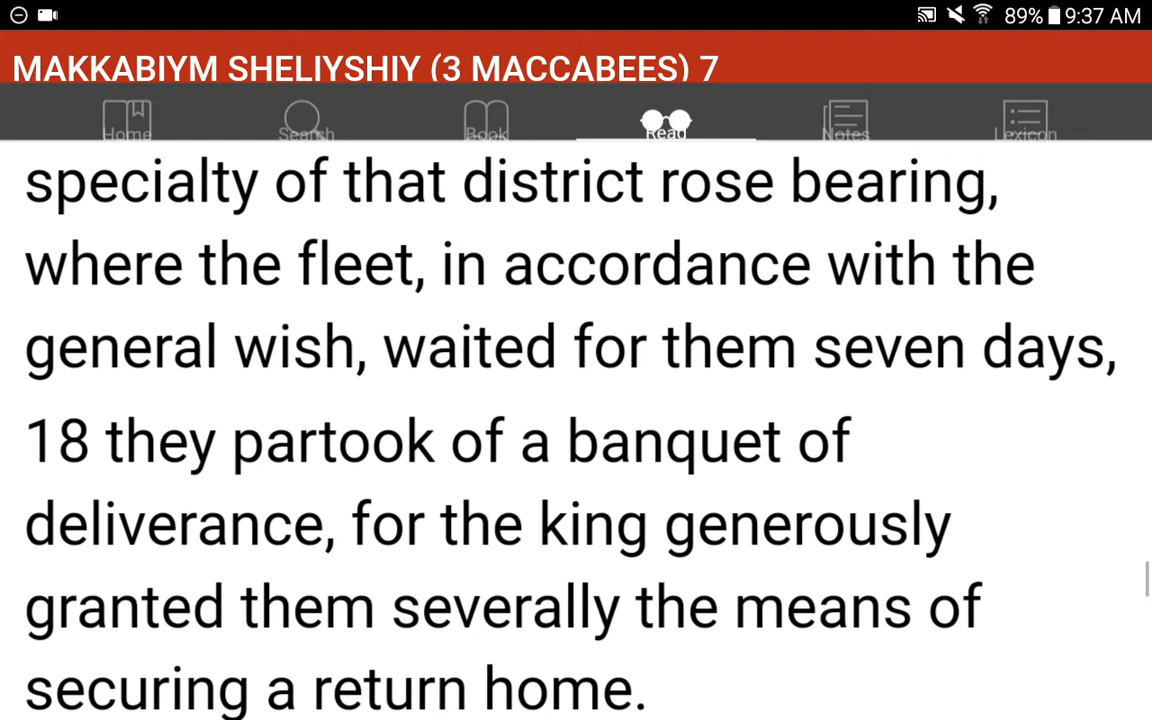 89% 9:37 AM
MAKKABIYM SHELIYSHIY (3 MACCABEES) 7
Home Search Book Read Notes Lexicon
specialty of that district rose bearing,
where the fleet, in accordance with the
general wish, waited for them seven days,
18 they partook of a banquet of
deliverance, for the king generously
granted them severally the means of
securing a return home.